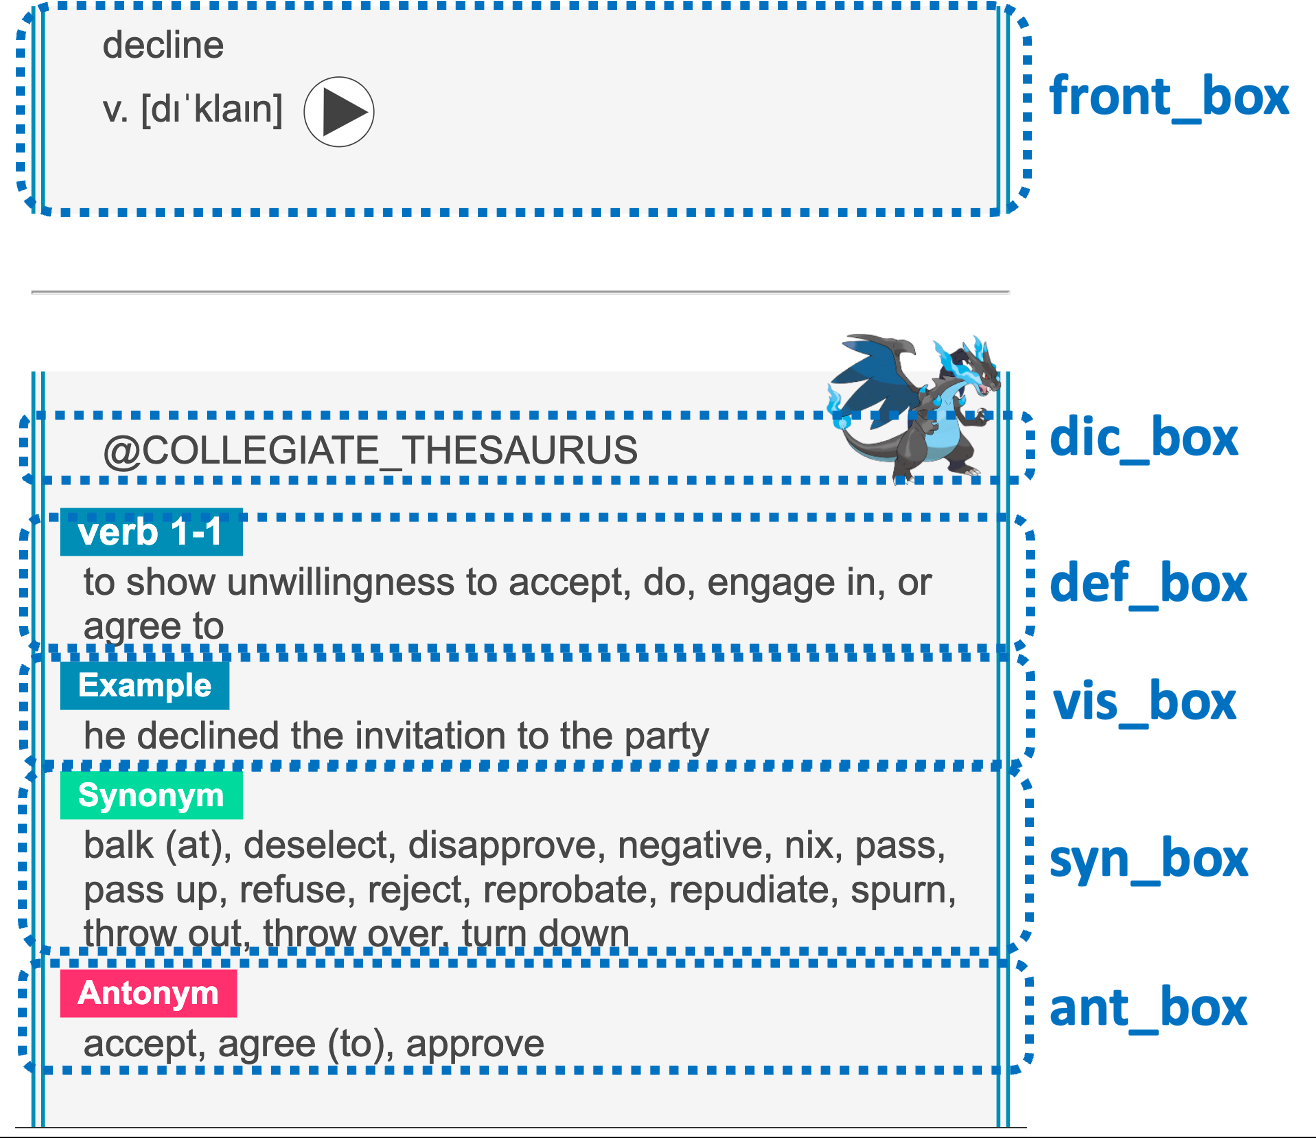 decline
v. [dɪˈklaɪn]
front_box
@COLLEGIATE_THESAURUS
dic_box
verb 1-1
to show unwillingness to accept, do, engage in, or
agree to
def_box
Example
he declined the invitation to the party
vis_box
Synonym
balk (at), deselect, disapprove, negative, nix, pass,
pass up, refuse, reject, reprobate, repudiate, spurn,
throw out, throw over, turn down
syn_box
Antonym
accept, agree (to), approve
ant_box